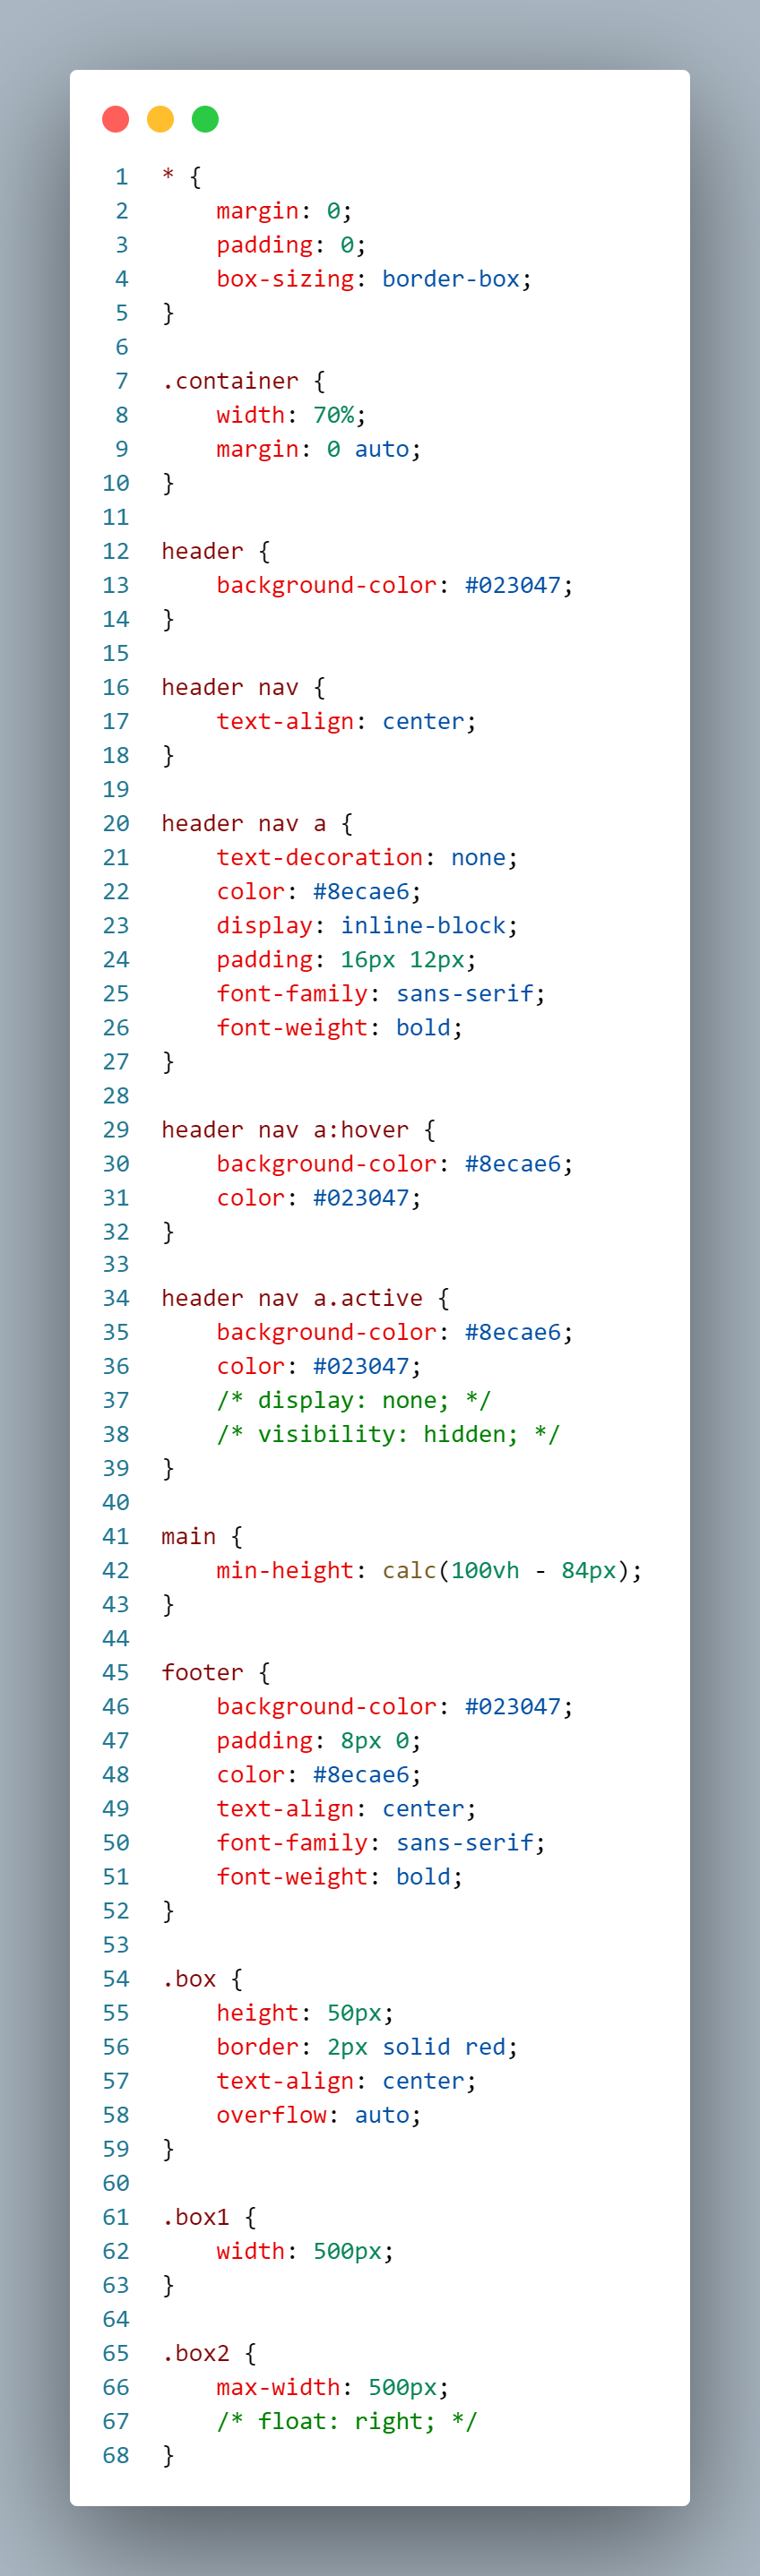 1 * {
2     margin: 0;
3     padding: 0;
4     box-sizing: border-box;
5 }
6
7 .container {
8     width: 70%;
9     margin: 0 auto;
10 }
11
12 header {
13     background-color: #023047;
14 }
15
16 header nav {
17     text-align: center;
18 }
19
20 header nav a {
21     text-decoration: none;
22     color: #8ecae6;
23     display: inline-block;
24     padding: 16px 12px;
25     font-family: sans-serif;
26     font-weight: bold;
27 }
28
29 header nav a:hover {
30     background-color: #8ecae6;
31     color: #023047;
32 }
33
34 header nav a.active {
35     background-color: #8ecae6;
36     color: #023047;
37     /* display: none; */
38     /* visibility: hidden; */
39 }
40
41 main {
42     min-height: calc(100vh - 84px);
43 }
44
45 footer {
46     background-color: #023047;
47     padding: 8px 0;
48     color: #8ecae6;
49     text-align: center;
50     font-family: sans-serif;
51     font-weight: bold;
52 }
53
54 .box {
55     height: 50px;
56     border: 2px solid red;
57     text-align: center;
58     overflow: auto;
59 }
60
61 .box1 {
62     width: 500px;
63 }
64
65 .box2 {
66     max-width: 500px;
67     /* float: right; */
68 }